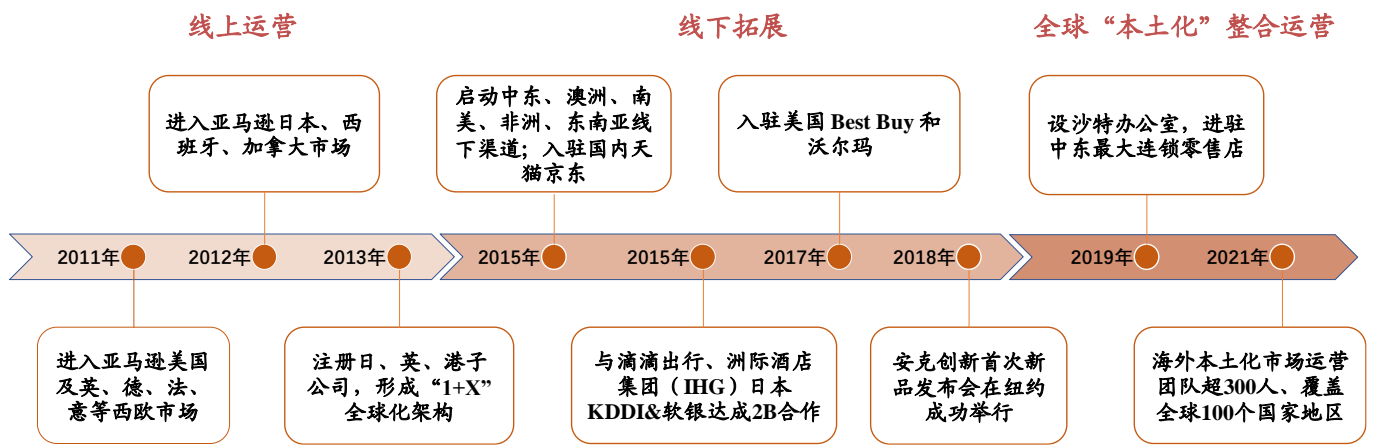 线上运营
线下拓展
全球“本土化”整合运营
进入亚马逊日本、西
班牙、加拿大市场
启动中东、澳洲、南
美、非洲、东南亚线
下渠道；入驻国内天
猫京东
入驻美国 Best Buy 和
沃尔玛
设沙特办公室，进驻
中东最大连锁零售店
2011年
2012年
2013年
2015年
2015年
2017年
2018年
2019年
2021年
进入亚马逊美国
及英、德、法、
意等西欧市场
注册日、英、港子
公司，形成“1+X”
全球化架构
与滴滴出行、洲际酒店
集团（IHG）日本
KDDI&软银达成2B合作
安克创新首次新
品发布会在纽约
成功举行
海外本土化市场运营
团队超300人、覆盖
全球100个国家地区